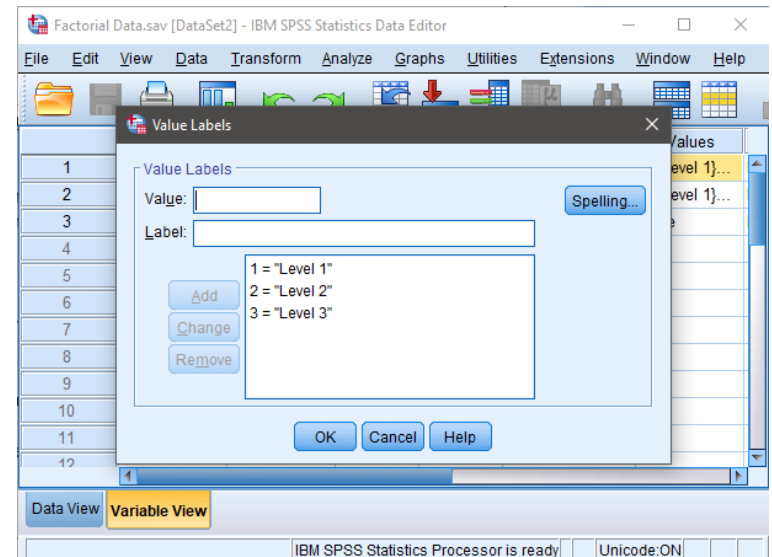 Factorial Data.sav [DataSet2] - IBM SPSS Statistics Data Editor
File Edit View Data Transform Analyze Graphs Utilities Extensions Window Help
Value Labels
Values
1
evel 1}...
2
evel 1}...
3
e
4
5
6
7
8
9
10
11
12
Value Labels
Value:
Spelling...
Label:
1 = "Level 1"
2 = "Level 2"
3 = "Level 3"
Add
Change
Remove
OK Cancel Help
Data View Variable View
IBM SPSS Statistics Processor is ready Unicode:ON